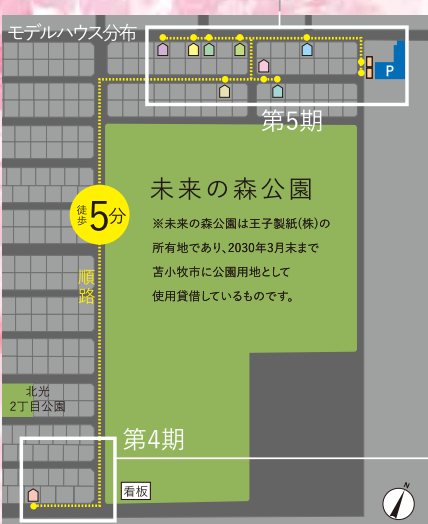 モデルハウス分布
P
第5期
未来の森公園
徒歩5分
※未来の森公園は王子製紙(株)の
所有地であり、2030年3月末まで
苫小牧市に公園用地として
使用貸借しているものです。
順路
北光
2丁目公園
第4期
看板
N